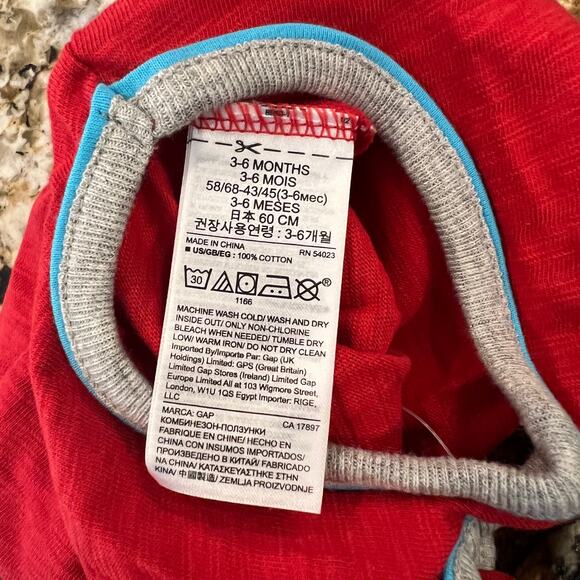 3-6 MONTHS
3-6 MOIS
58/68-43/45(3-6мес)
3-6 MESES
日本 60 CM
권장사용연령 : 3-6개월
MADE IN CHINA RN 54023
■ US/GB/EG : 100% COTTON
30
1166
MACHINE WASH COLD/ WASH AND DRY
INSIDE OUT/ ONLY NON-CHLORINE
BLEACH WHEN NEEDED/ TUMBLE DRY
LOW/ WARM IRON/ DO NOT DRY CLEAN
Imported By/Importe Par: Gap (UK
Holdings) Limited: GPS (Great Britain)
Limited Gap Stores (Ireland) Limited Gap
Europe Limited All at 103 Wigmore Street,
London, W1U 1QS Egypt Importer: RIGE,
LLC
MARCA: GAP CA 17897
КОМБИНЕЗОН-ПОЛЗУНКИ
FABRIQUE EN CHINE/ HECHO EN
CHINA CON INSUMOS IMPORTADOS/
ПРОИЗВЕДЕНО В КИТАЙ/ FABRICADO
NA CHINA/ ΚΑΤΑΣΚΕΥΑΣΤΗΚΕ ΣΤΗΝ
KINA/ 中國製造/ ZEMLJA PROIZVODNJE